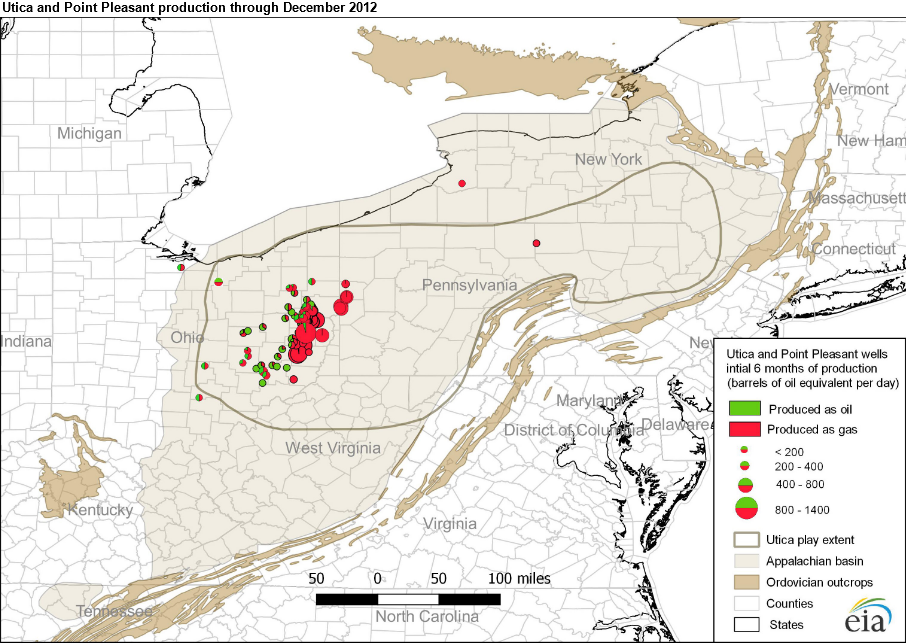 Utica and Point Pleasant production through December 2012
Vermont
Michigan
New Ham
New York
Massachusett
Connecticut
Pennsylvania
Ohio
Indiana
New
Utica and Point Pleasant wells
intial 6 months of production
(barrels of oil equivalent per day)
Produced as oil
Produced as gas
< 200
200 - 400
400 - 800
800 - 1400
Utica play extent
Appalachian basin
Ordovician outcrops
Counties
States
eia
Maryland
Delaware
District of Columbia
West Virginia
Kentucky
Virginia
50 0 50 100 miles
Tennessee
North Carolina